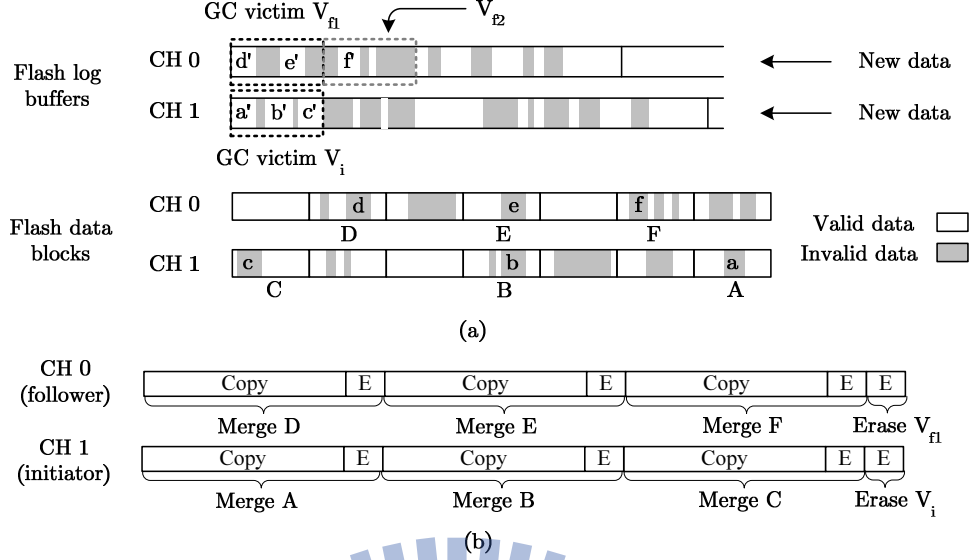 GC victim V_f1
V_f2
Flash log buffers
CH 0 d' e' f' New data
CH 1 a' b' c' New data
GC victim V_i
Flash data blocks
CH 0 d e f
D E F
CH 1 c b a
C B A
Valid data
Invalid data
(a)
CH 0 (follower)
Copy E Copy E Copy E E
Merge D Merge E Merge F Erase V_f1
CH 1 (initiator)
Copy E Copy E Copy E E
Merge A Merge B Merge C Erase V_i
(b)